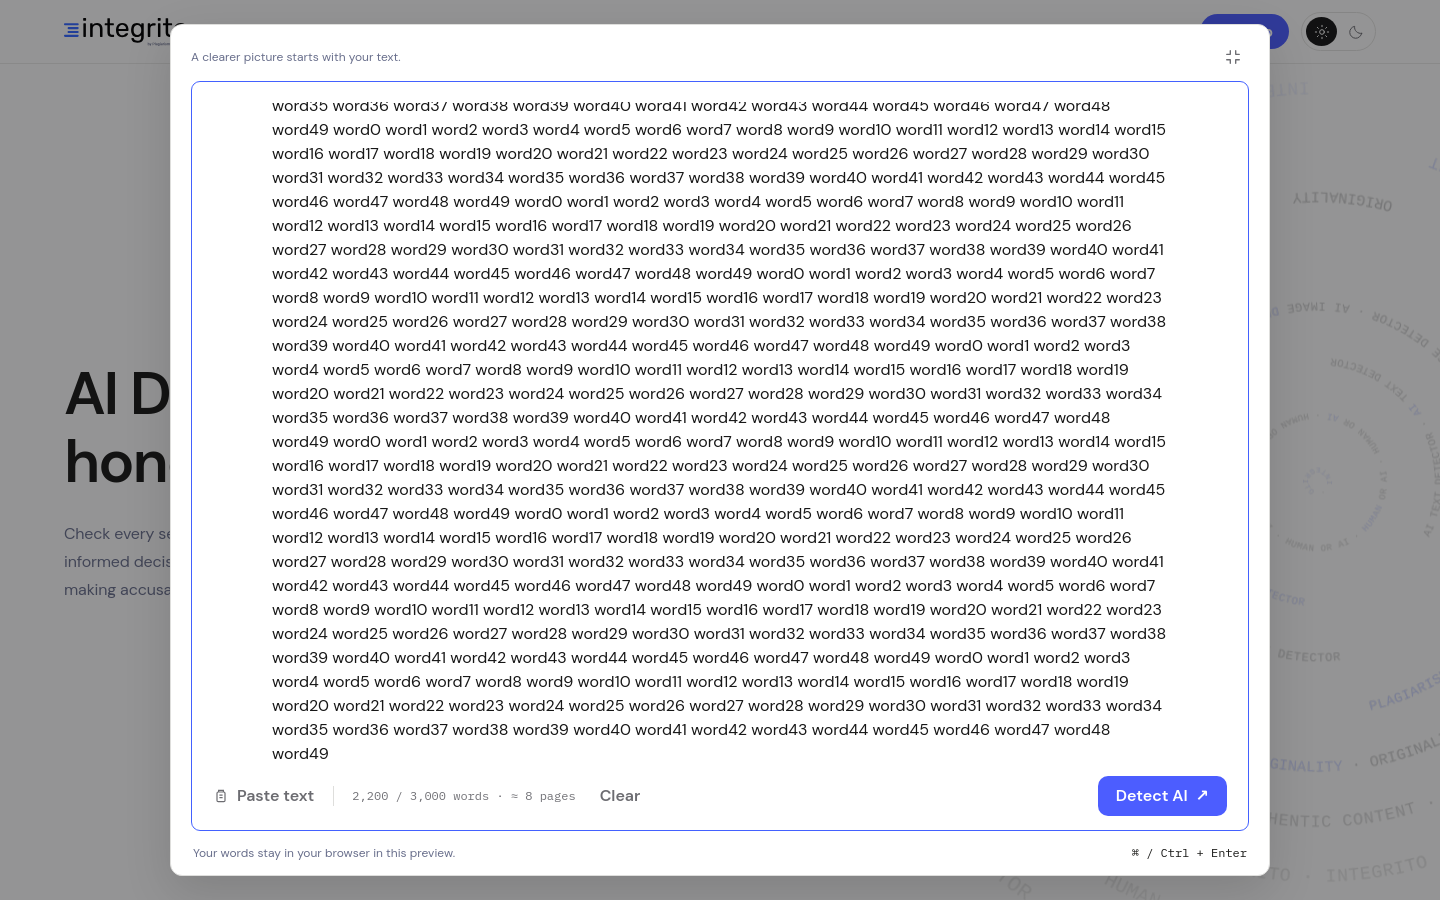 integrito
A clearer picture starts with your text.
word35 word36 word37 word38 word39 word40 word41 word42 word43 word44 word45 word46 word47 word48
word49 word0 word1 word2 word3 word4 word5 word6 word7 word8 word9 word10 word11 word12 word13 word14 word15
word16 word17 word18 word19 word20 word21 word22 word23 word24 word25 word26 word27 word28 word29 word30
word31 word32 word33 word34 word35 word36 word37 word38 word39 word40 word41 word42 word43 word44 word45
word46 word47 word48 word49 word0 word1 word2 word3 word4 word5 word6 word7 word8 word9 word10 word11
word12 word13 word14 word15 word16 word17 word18 word19 word20 word21 word22 word23 word24 word25 word26
word27 word28 word29 word30 word31 word32 word33 word34 word35 word36 word37 word38 word39 word40 word41
word42 word43 word44 word45 word46 word47 word48 word49 word0 word1 word2 word3 word4 word5 word6 word7
word8 word9 word10 word11 word12 word13 word14 word15 word16 word17 word18 word19 word20 word21 word22 word23
word24 word25 word26 word27 word28 word29 word30 word31 word32 word33 word34 word35 word36 word37 word38
word39 word40 word41 word42 word43 word44 word45 word46 word47 word48 word49 word0 word1 word2 word3
word4 word5 word6 word7 word8 word9 word10 word11 word12 word13 word14 word15 word16 word17 word18 word19
word20 word21 word22 word23 word24 word25 word26 word27 word28 word29 word30 word31 word32 word33 word34
word35 word36 word37 word38 word39 word40 word41 word42 word43 word44 word45 word46 word47 word48
word49 word0 word1 word2 word3 word4 word5 word6 word7 word8 word9 word10 word11 word12 word13 word14 word15
word16 word17 word18 word19 word20 word21 word22 word23 word24 word25 word26 word27 word28 word29 word30
word31 word32 word33 word34 word35 word36 word37 word38 word39 word40 word41 word42 word43 word44 word45
word46 word47 word48 word49 word0 word1 word2 word3 word4 word5 word6 word7 word8 word9 word10 word11
word12 word13 word14 word15 word16 word17 word18 word19 word20 word21 word22 word23 word24 word25 word26
word27 word28 word29 word30 word31 word32 word33 word34 word35 word36 word37 word38 word39 word40 word41
word42 word43 word44 word45 word46 word47 word48 word49 word0 word1 word2 word3 word4 word5 word6 word7
word8 word9 word10 word11 word12 word13 word14 word15 word16 word17 word18 word19 word20 word21 word22 word23
word24 word25 word26 word27 word28 word29 word30 word31 word32 word33 word34 word35 word36 word37 word38
word39 word40 word41 word42 word43 word44 word45 word46 word47 word48 word49 word0 word1 word2 word3
word4 word5 word6 word7 word8 word9 word10 word11 word12 word13 word14 word15 word16 word17 word18 word19
word20 word21 word22 word23 word24 word25 word26 word27 word28 word29 word30 word31 word32 word33 word34
word35 word36 word37 word38 word39 word40 word41 word42 word43 word44 word45 word46 word47 word48
word49
Paste text
2,200 / 3,000 words · ≈ 8 pages
Clear
Detect AI ↗
Your words stay in your browser in this preview.
⌘ / Ctrl + Enter
AI
Check every
informed
making
ORIGINALITY
AI IMAGE
DETECTOR
AI TEXT DETECTOR
HUMAN OR AI
HUMAN OR AI
DETECTOR
CONTENT
INTEGRITO